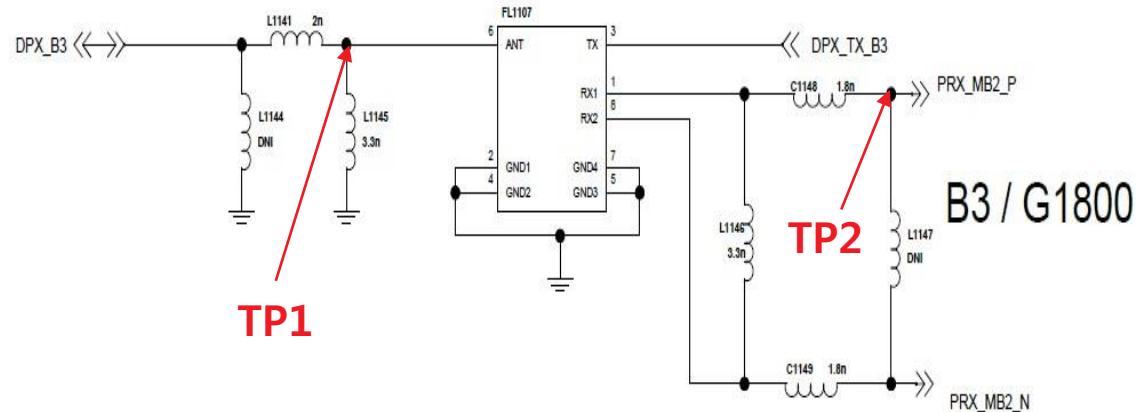 FL1107
L1141 2n
6 ANT TX 3
DPX_B3
DPX_TX_B3
1 RX1
8 RX2
C1148 1.8n
PRX_MB2_P
L1144
DNI
L1145
3.3n
2 GND1
4 GND2
GND4 7
GND3 5
B3 / G1800
L1146
3.3n
TP2
L1147
DNI
TP1
C1149 1.8n
PRX_MB2_N